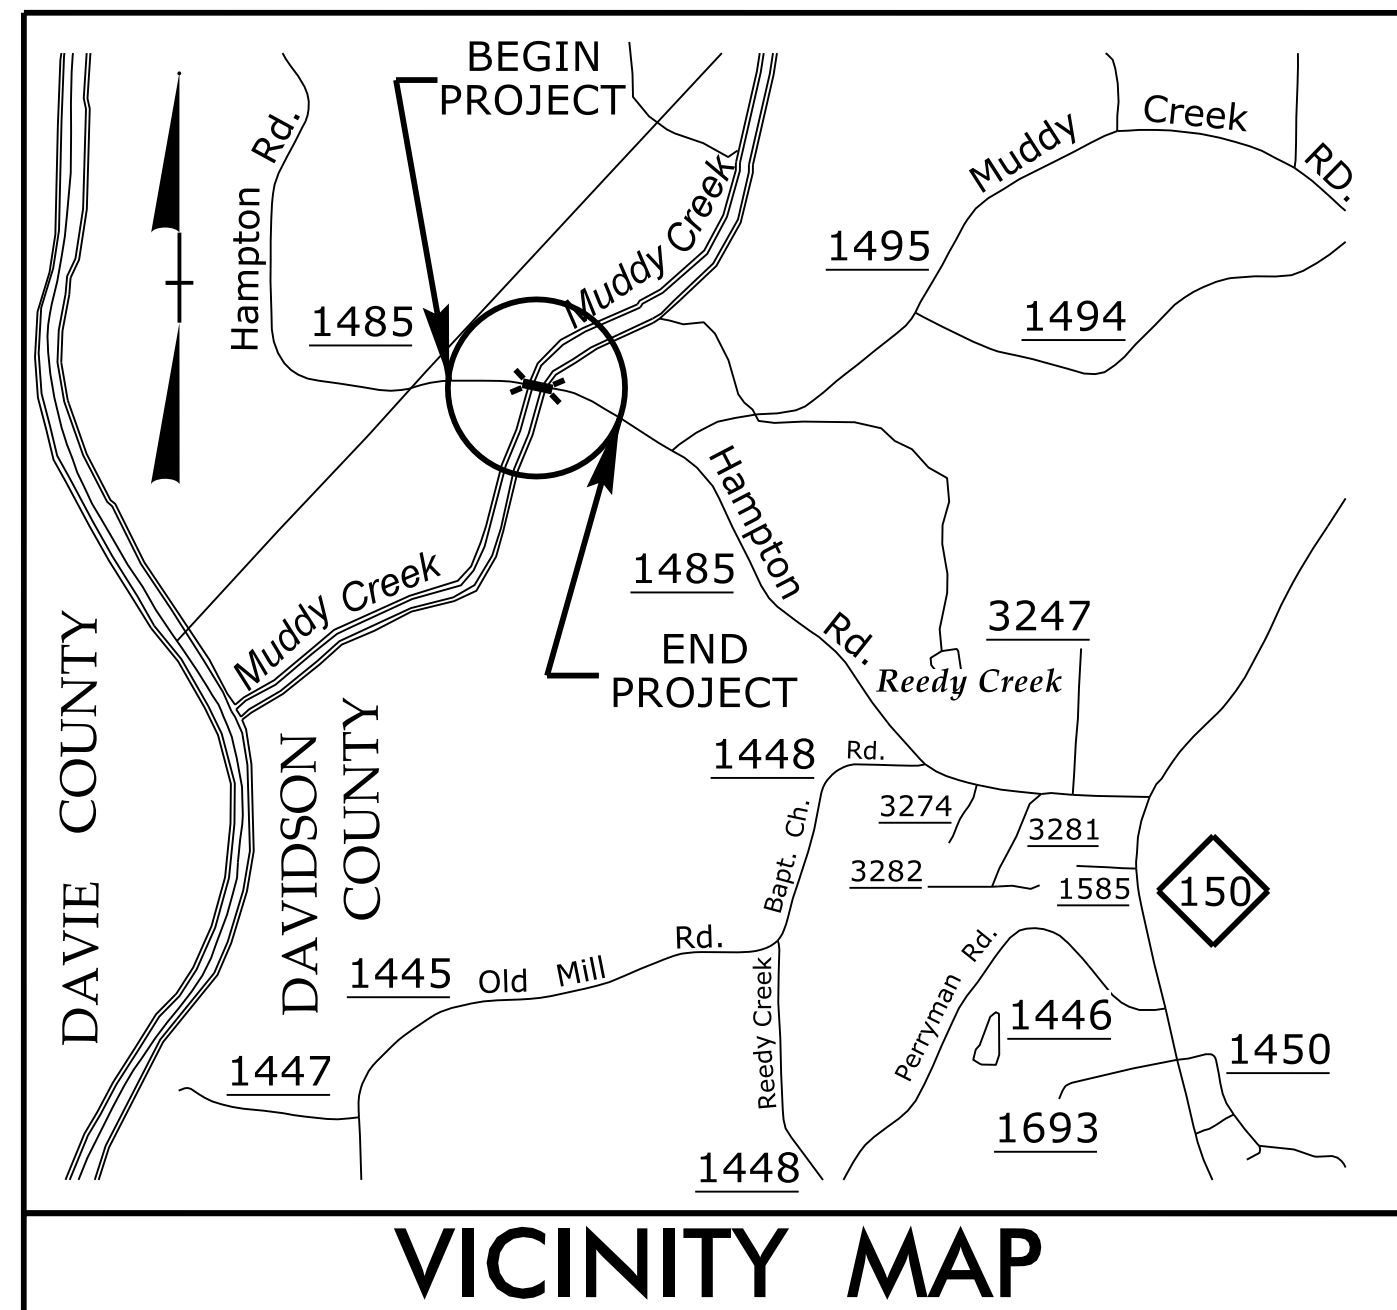 BEGIN
PROJECT
Hampton Rd.
1485
Muddy Creek
Muddy Creek RD.
1495
1494
Hampton Rd.
1485
Muddy Creek
END
PROJECT
3247
Reedy Creek
DAVIE COUNTY
DAVIDSON
COUNTY
1448
Rd.
Bapt. Ch.
Reedy Creek
3274
3281
3282
1585
150
1445
Old Mill Rd.
Perryman Rd.
1446
1447
1450
1693
1448
VICINITY MAP